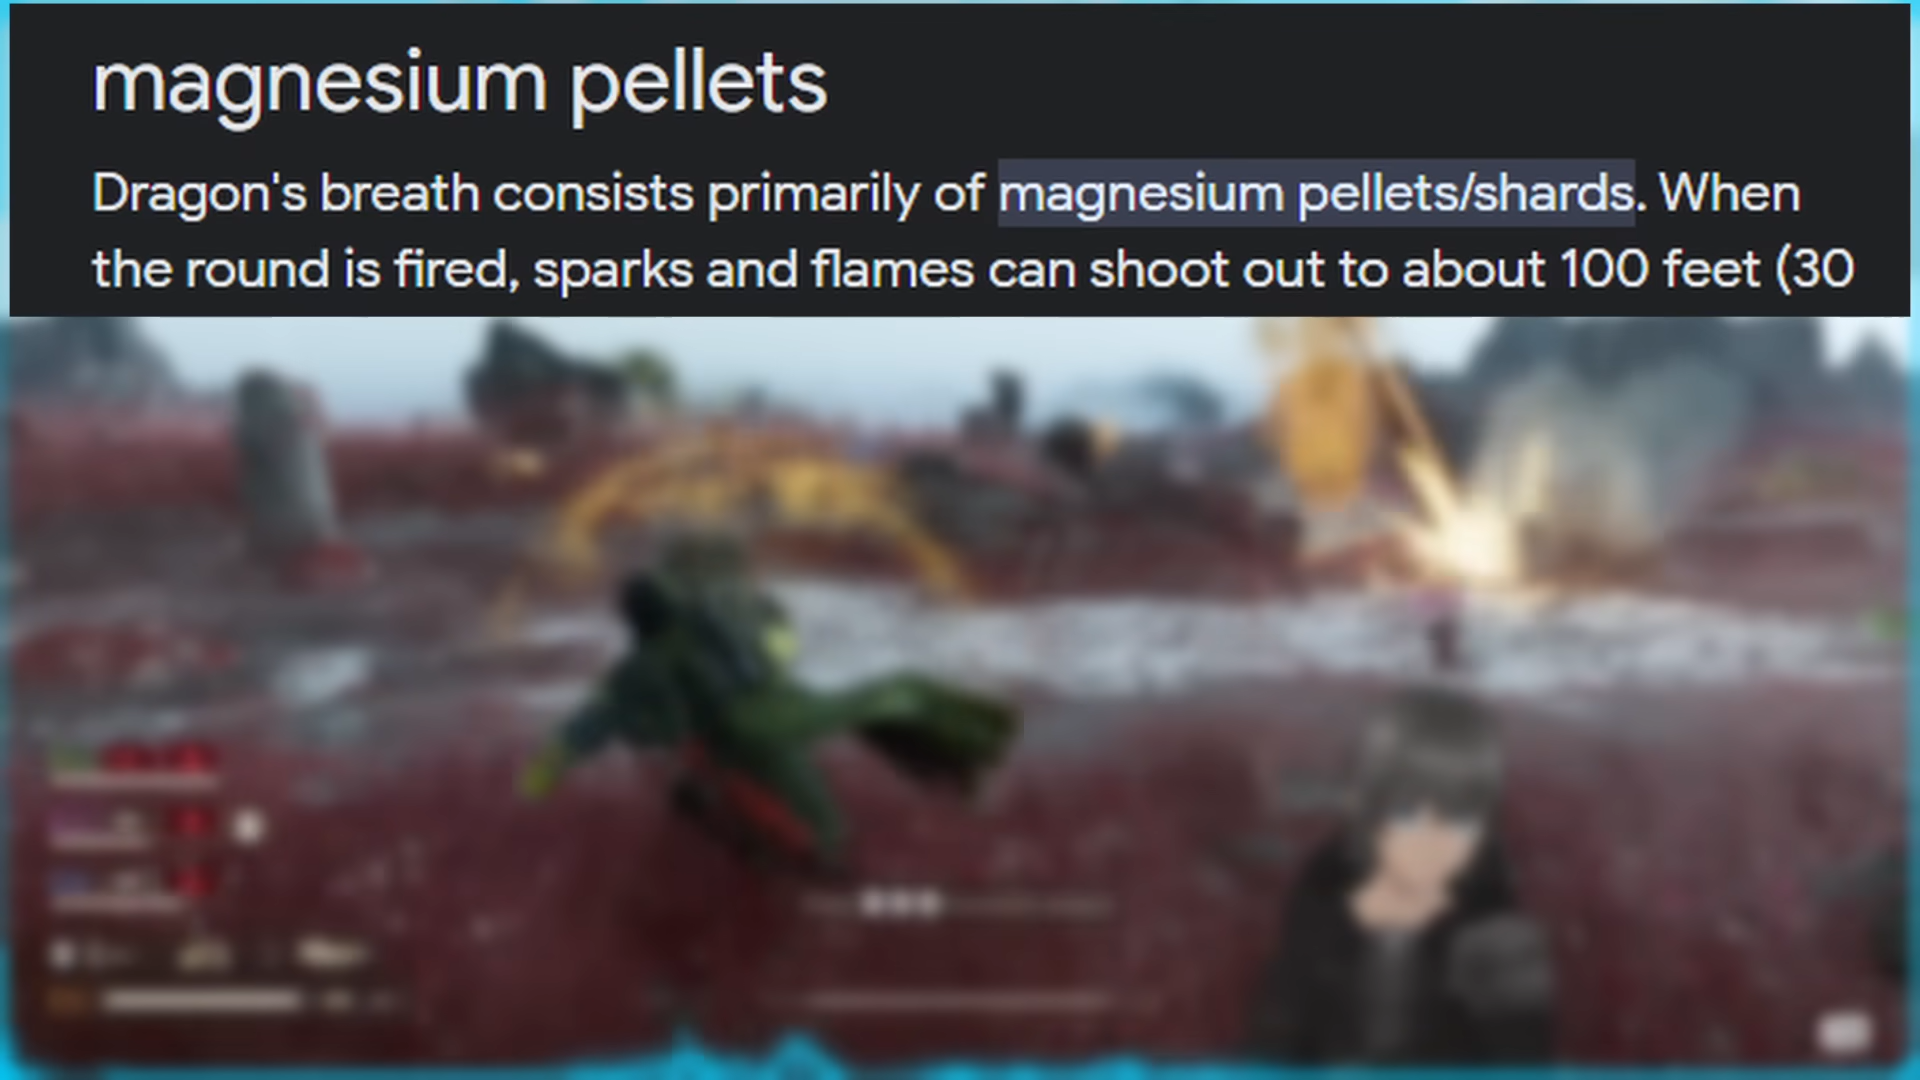 magnesium pellets
Dragon's breath consists primarily of magnesium pellets/shards. When
the round is fired, sparks and flames can shoot out to about 100 feet (30